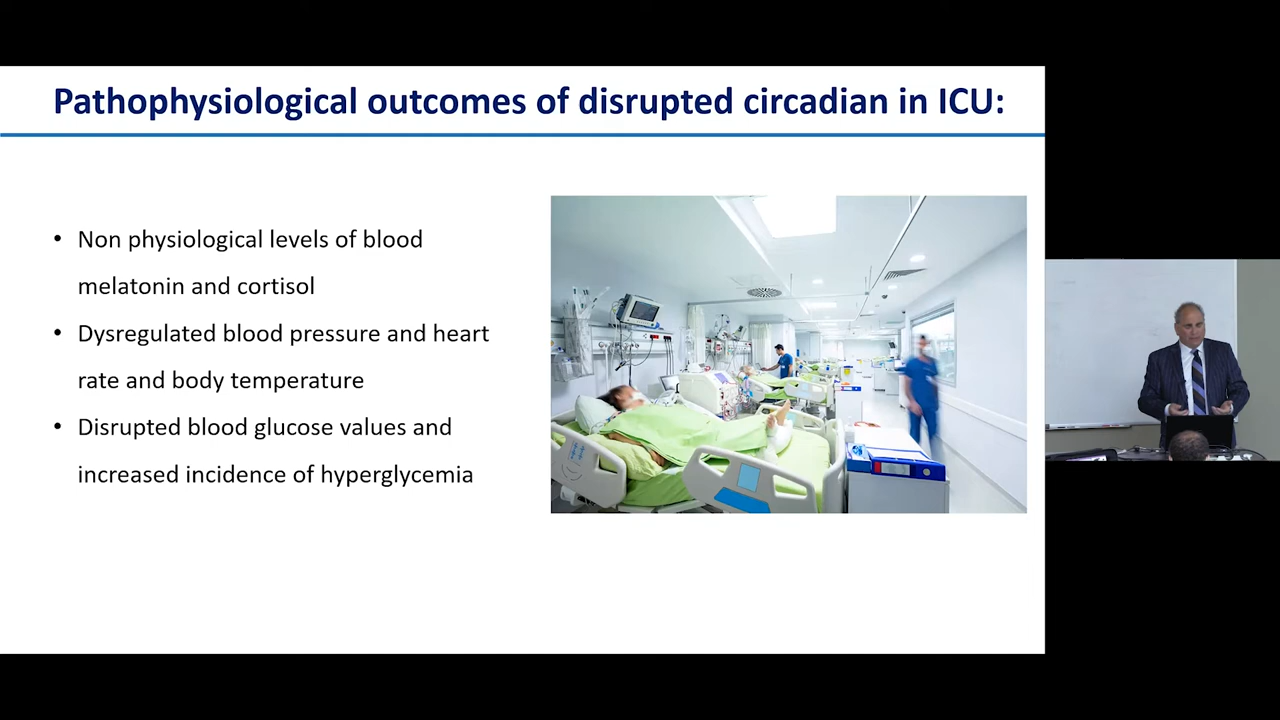 Pathophysiological outcomes of disrupted circadian in ICU:
• Non physiological levels of blood
melatonin and cortisol
• Dysregulated blood pressure and heart
rate and body temperature
• Disrupted blood glucose values and
increased incidence of hyperglycemia